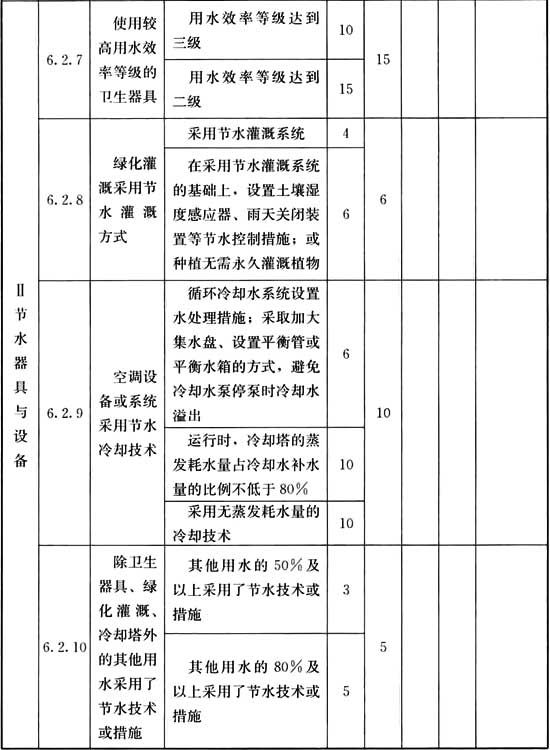 Ⅱ
节
水
器
具
与
设
备
6.2.7
使用较
高用水效
率等级的
卫生器具
用水效率等级达到
三级
10
用水效率等级达到
二级
15
15
6.2.8
绿化灌
溉采用节
水灌溉
方式
采用节水灌溉系统
4
在采用节水灌溉系统
的基础上，设置土壤湿
度感应器、雨天关闭装
置等节水控制措施；或
种植无需永久灌溉植物
6
6
6.2.9
空调设
备或系统
采用节水
冷却技术
循环冷却水系统设置
水处理措施；采取加大
集水盘、设置平衡管或
平衡水箱的方式，避免
冷却水泵停泵时冷却水
溢出
6
运行时，冷却塔的蒸
发耗水量占冷却水补水
量的比例不低于80%
10
采用无蒸发耗水量的
冷却技术
10
10
6.2.10
除卫生
器具、绿
化灌溉、
冷却塔外
的其他用
水采用了
节水技术
或措施
其他用水的50%及
以上采用了节水技术或
措施
3
其他用水的80%及
以上采用了节水技术或
措施
5
5